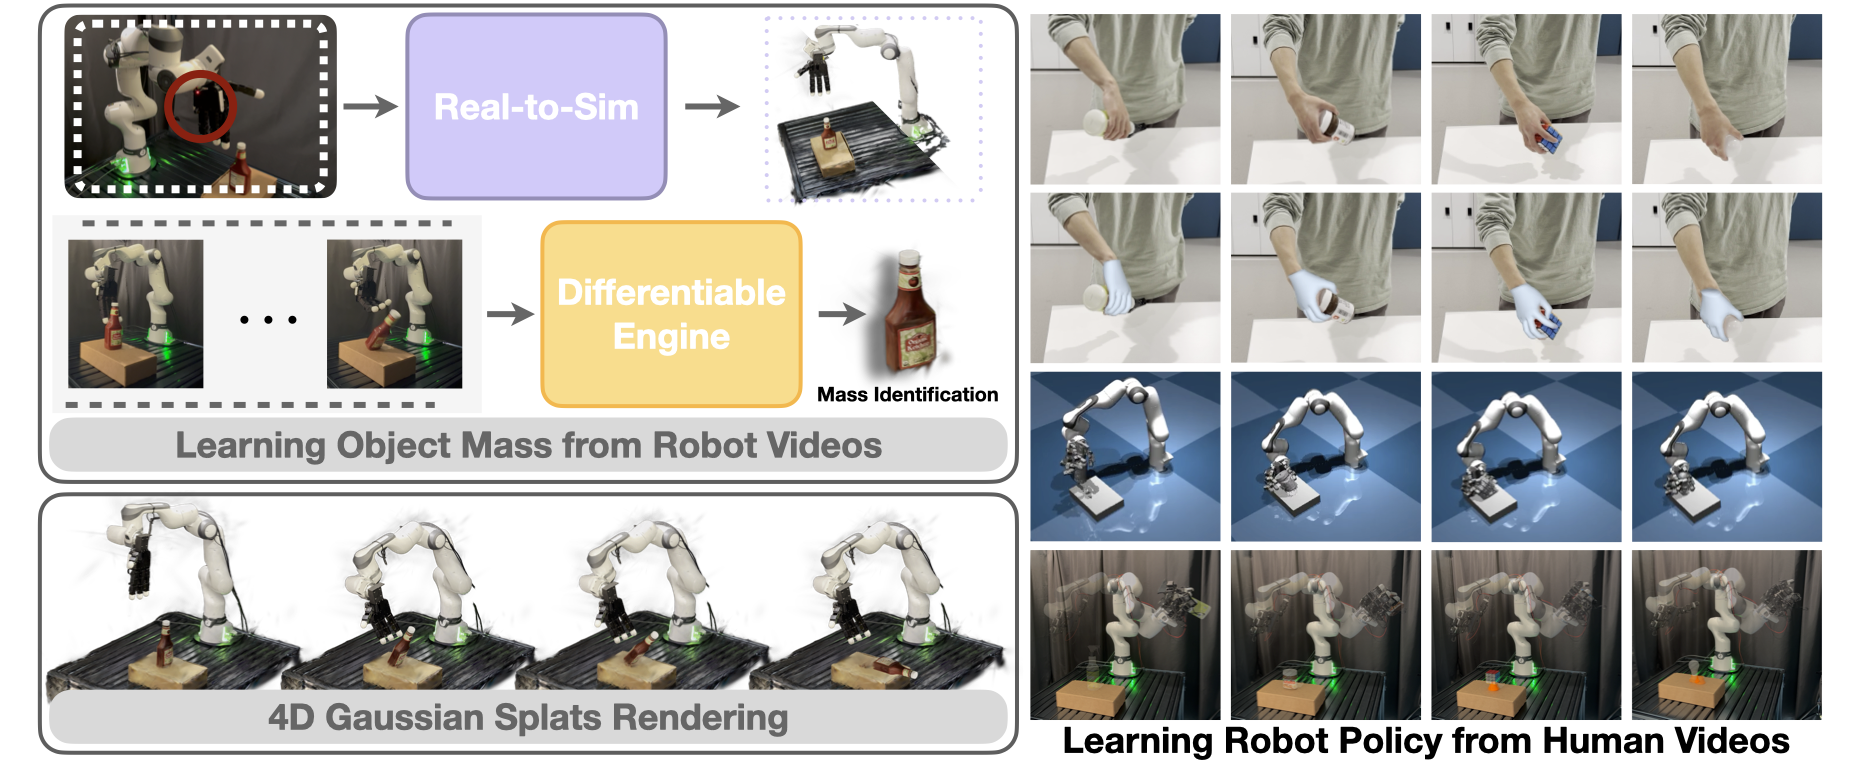 Real-to-Sim
Differentiable
Engine
Mass Identification
Learning Object Mass from Robot Videos
4D Gaussian Splats Rendering
Learning Robot Policy from Human Videos